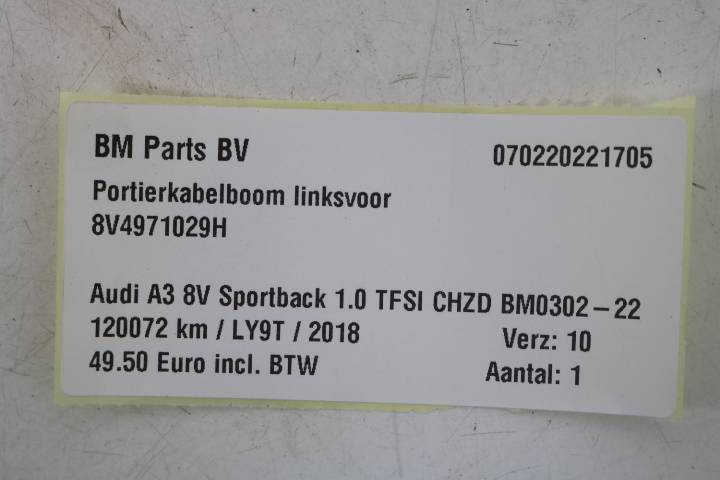 BM Parts BV 070220221705
Portierkabelboom linksvoor
8V4971029H
Audi A3 8V Sportback 1.0 TFSI CHZD BM0302-22
120072 km / LY9T / 2018 Verz: 10
49.50 Euro incl. BTW Aantal: 1